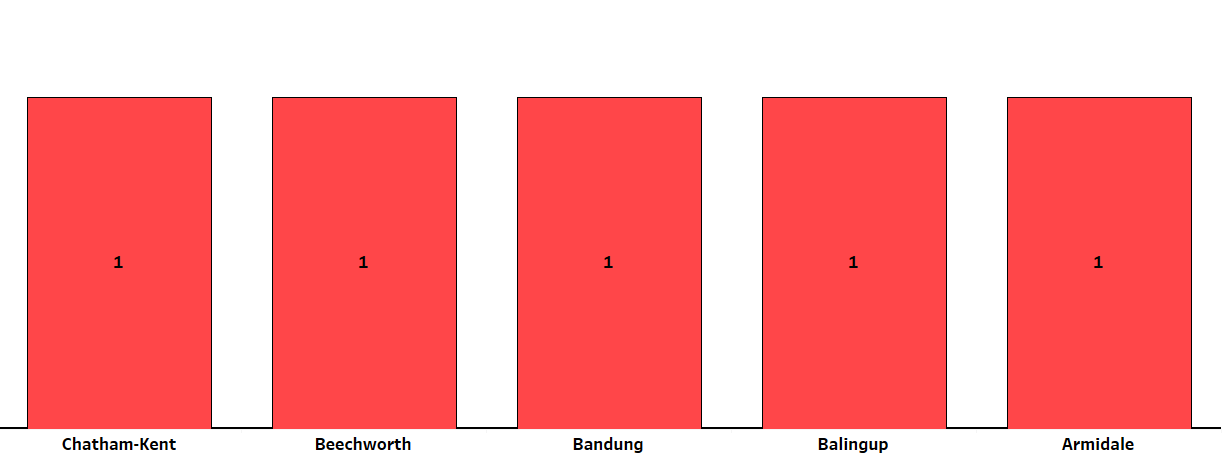 1 1 1 1 1
Chatham-Kent Beechworth Bandung Balingup Armidale